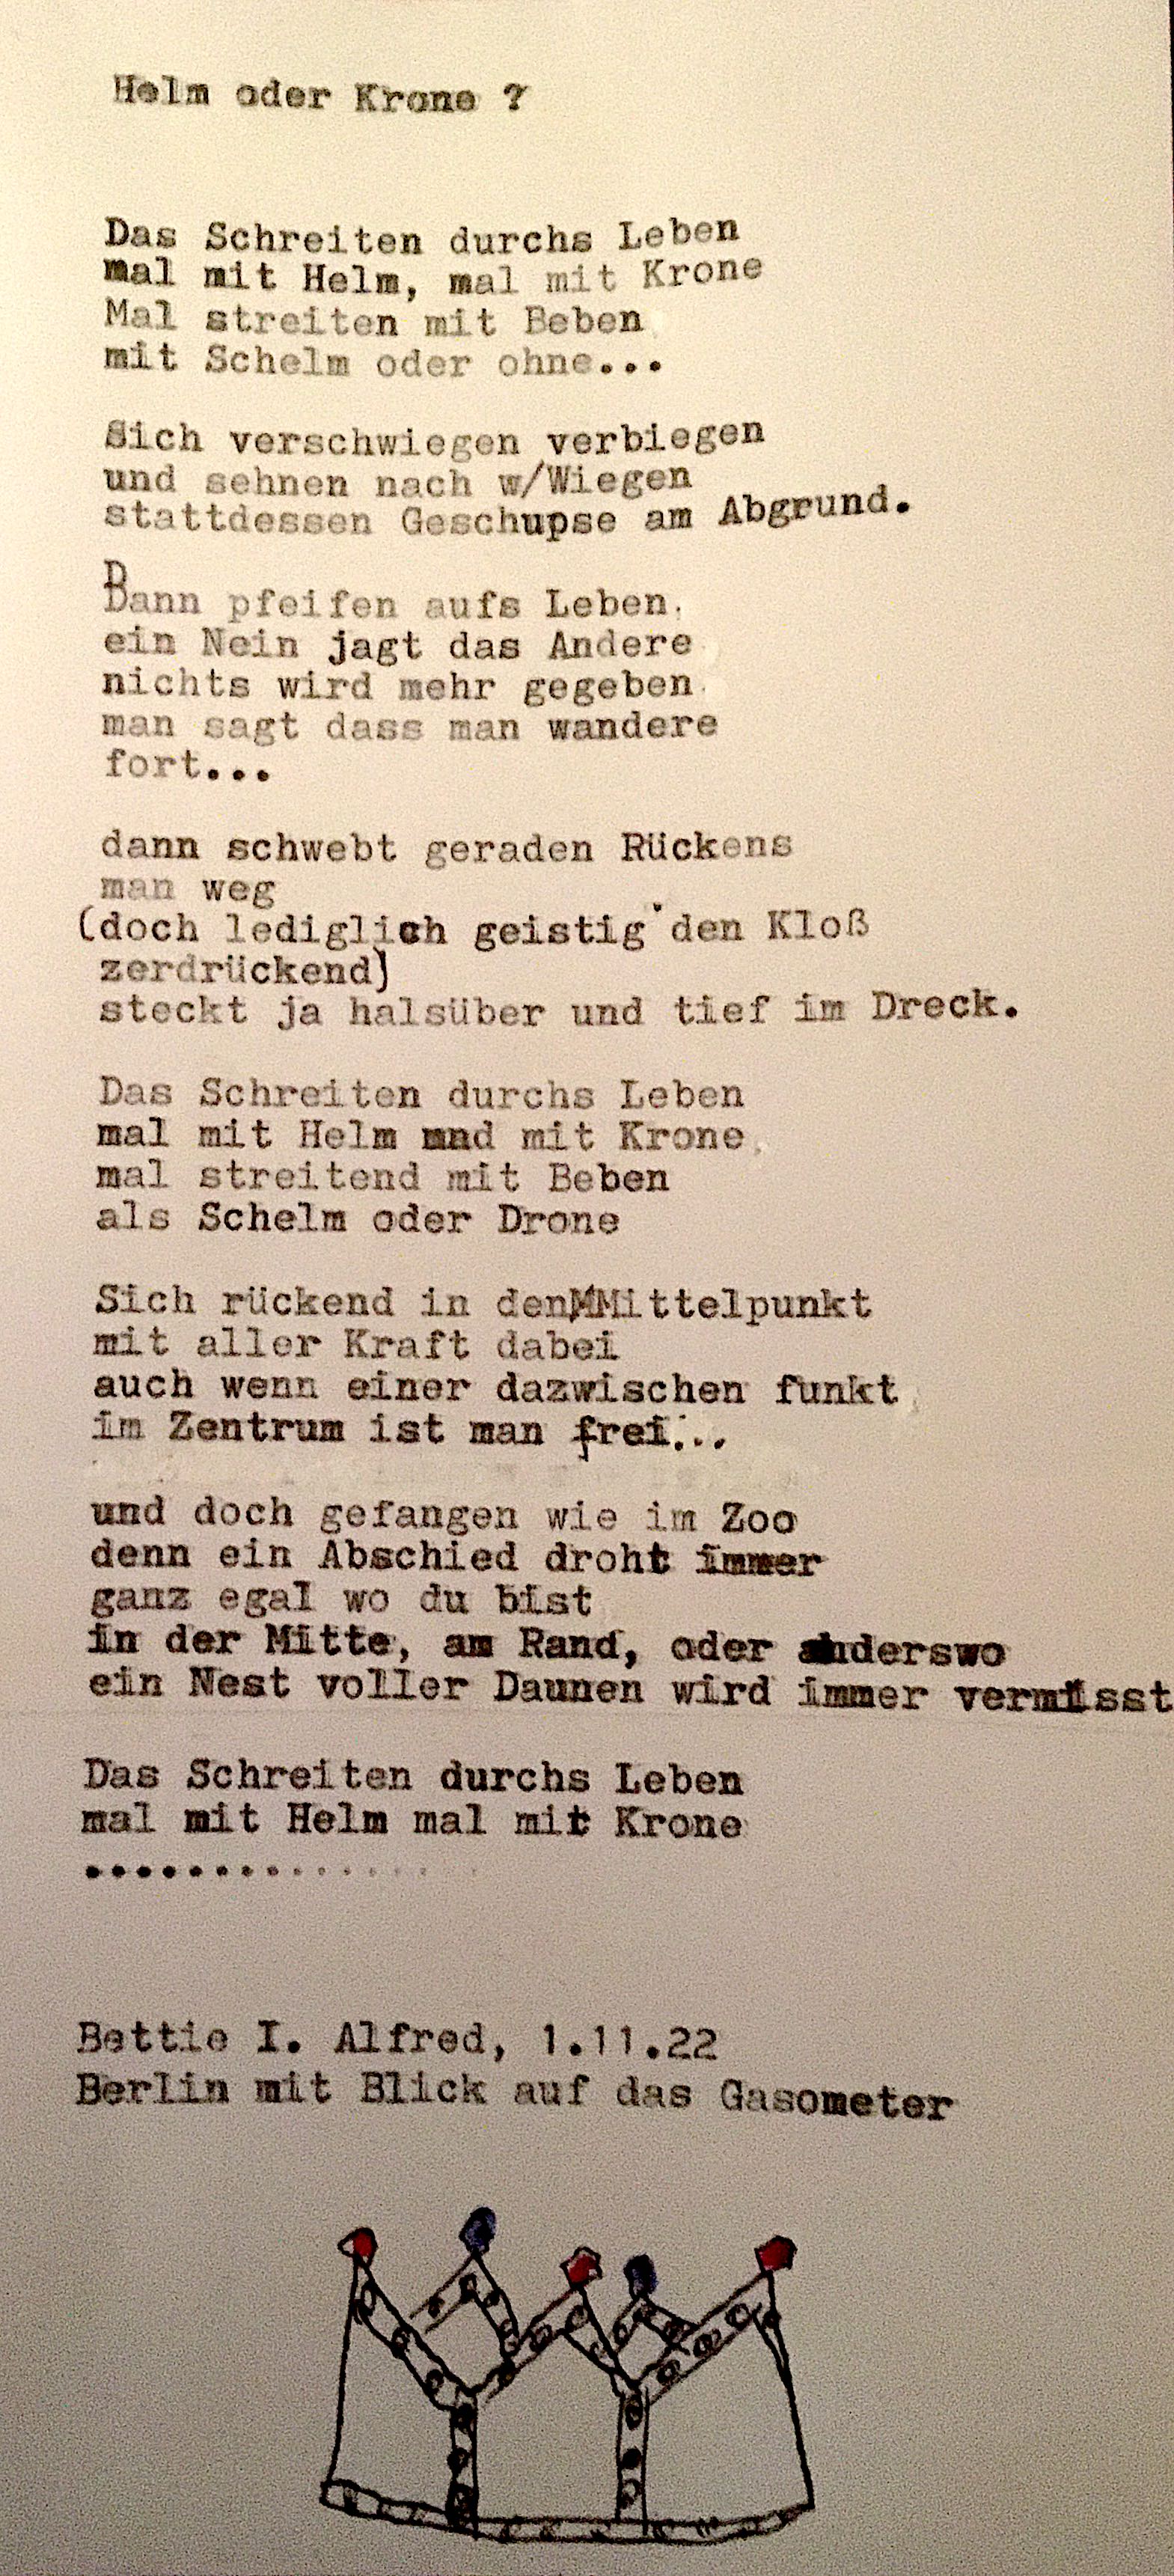 Helm oder Krone ?
Das Schreiten durchs Leben
mal mit Helm, mal mit Krone
Mal streiten mit Beben
mit Schelm oder ohne...
Sich verschwiegen verbiegen
und sehnen nach w/Wiegen
stattdessen Geschupse am Abgrund.
Dann pfeifen aufs Leben.
ein Nein jagt das Andere
nichts wird mehr gegeben
man sagt dass man wandere
fort...
dann schwebt geraden Rückens
man weg
(doch lediglich geistig den Kloß
zerdrückend)
steckt ja halsüber und tief im Dreck.
Das Schreiten durchs Leben
mal mit Helm und mit Krone
mal streitend mit Beben
als Schelm oder Drone
Sich rückend in den Mittelpunkt
mit aller Kraft dabei
auch wenn einer dazwischen funkt
im Zentrum ist man frei...
und doch gefangen wie im Zoo
denn ein Abschied droht immer
ganz egal wo du bist
in der Mitte, am Rand, oder anderswo
ein Nest voller Daunen wird immer vermisst
Das Schreiten durchs Leben
mal mit Helm mal mit Krone
..................
Bettie I. Alfred, 1.11.22
Berlin mit Blick auf das Gasometer